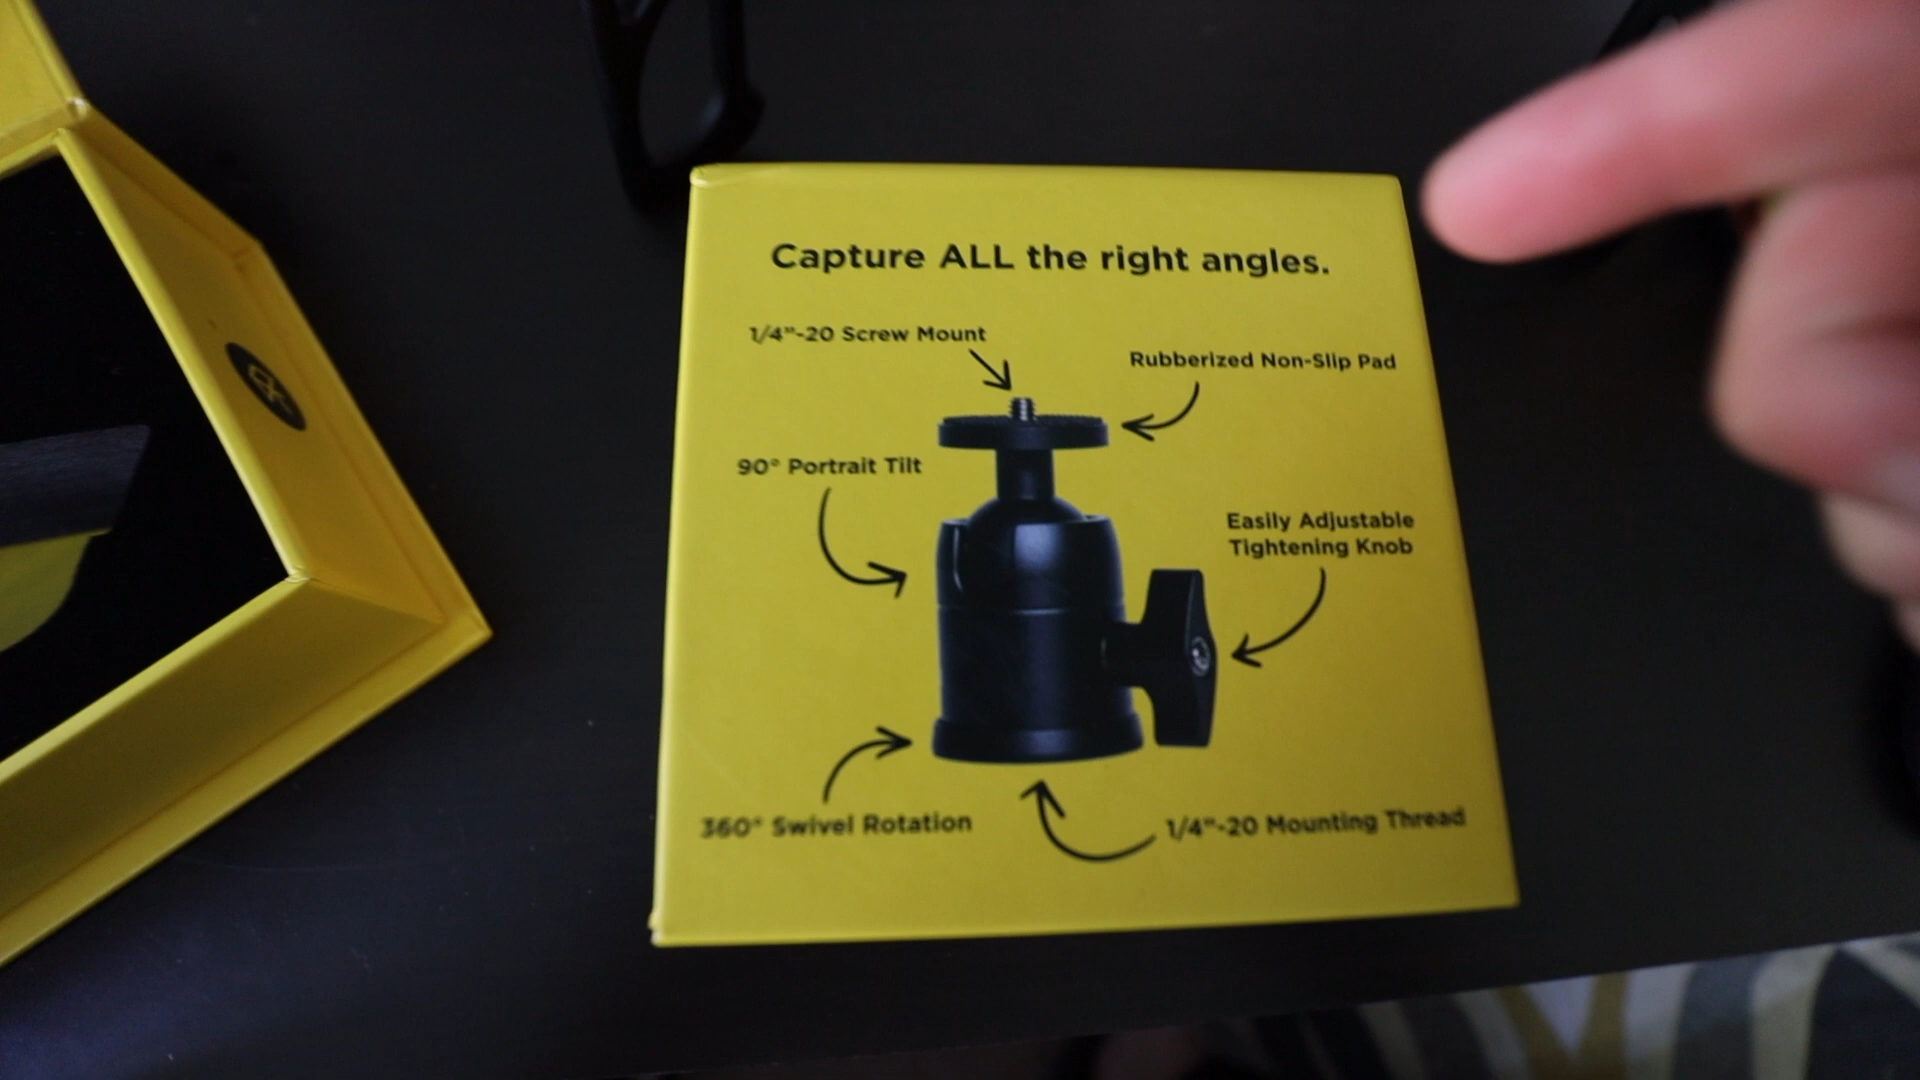 Capture ALL the right angles.
1/4"-20 Screw Mount
Rubberized Non-Slip Pad
90° Portrait Tilt
Easily Adjustable
Tightening Knob
360° Swivel Rotation
1/4"-20 Mounting Thread